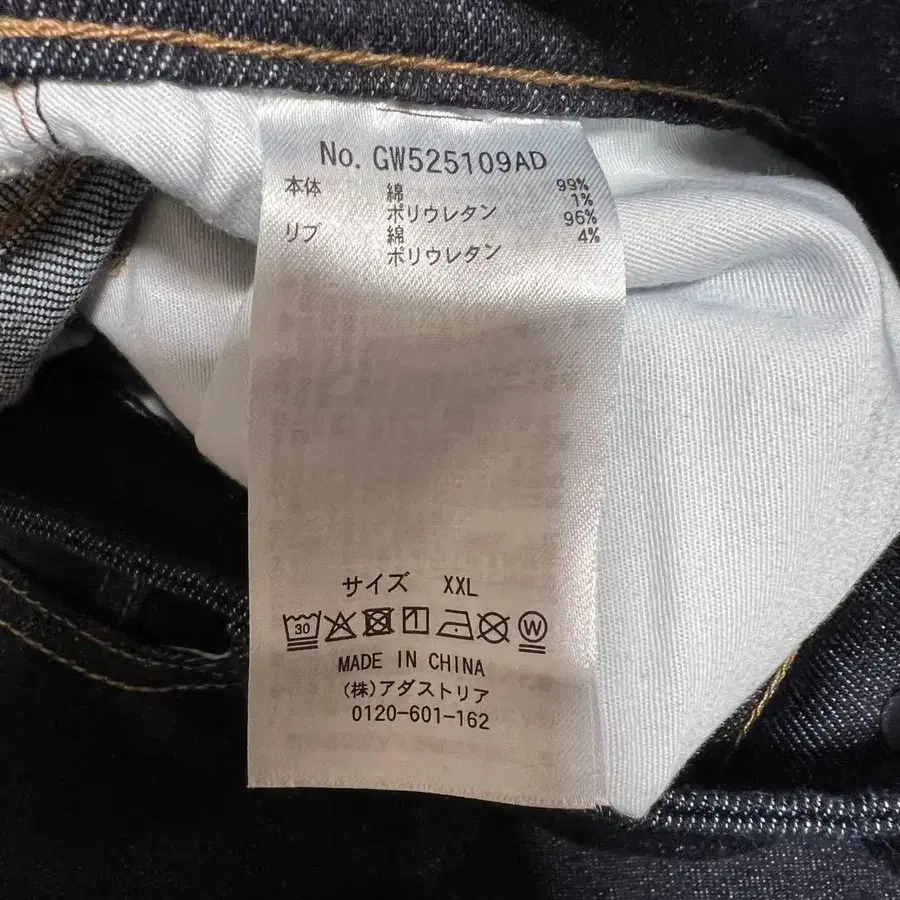 No. GW525109AD
本体 綿 99%
ポリウレタン 1%
リブ 綿 96%
ポリウレタン 4%
サイズ XXL
30 W
MADE IN CHINA
(株)アダストリア
0120-601-162